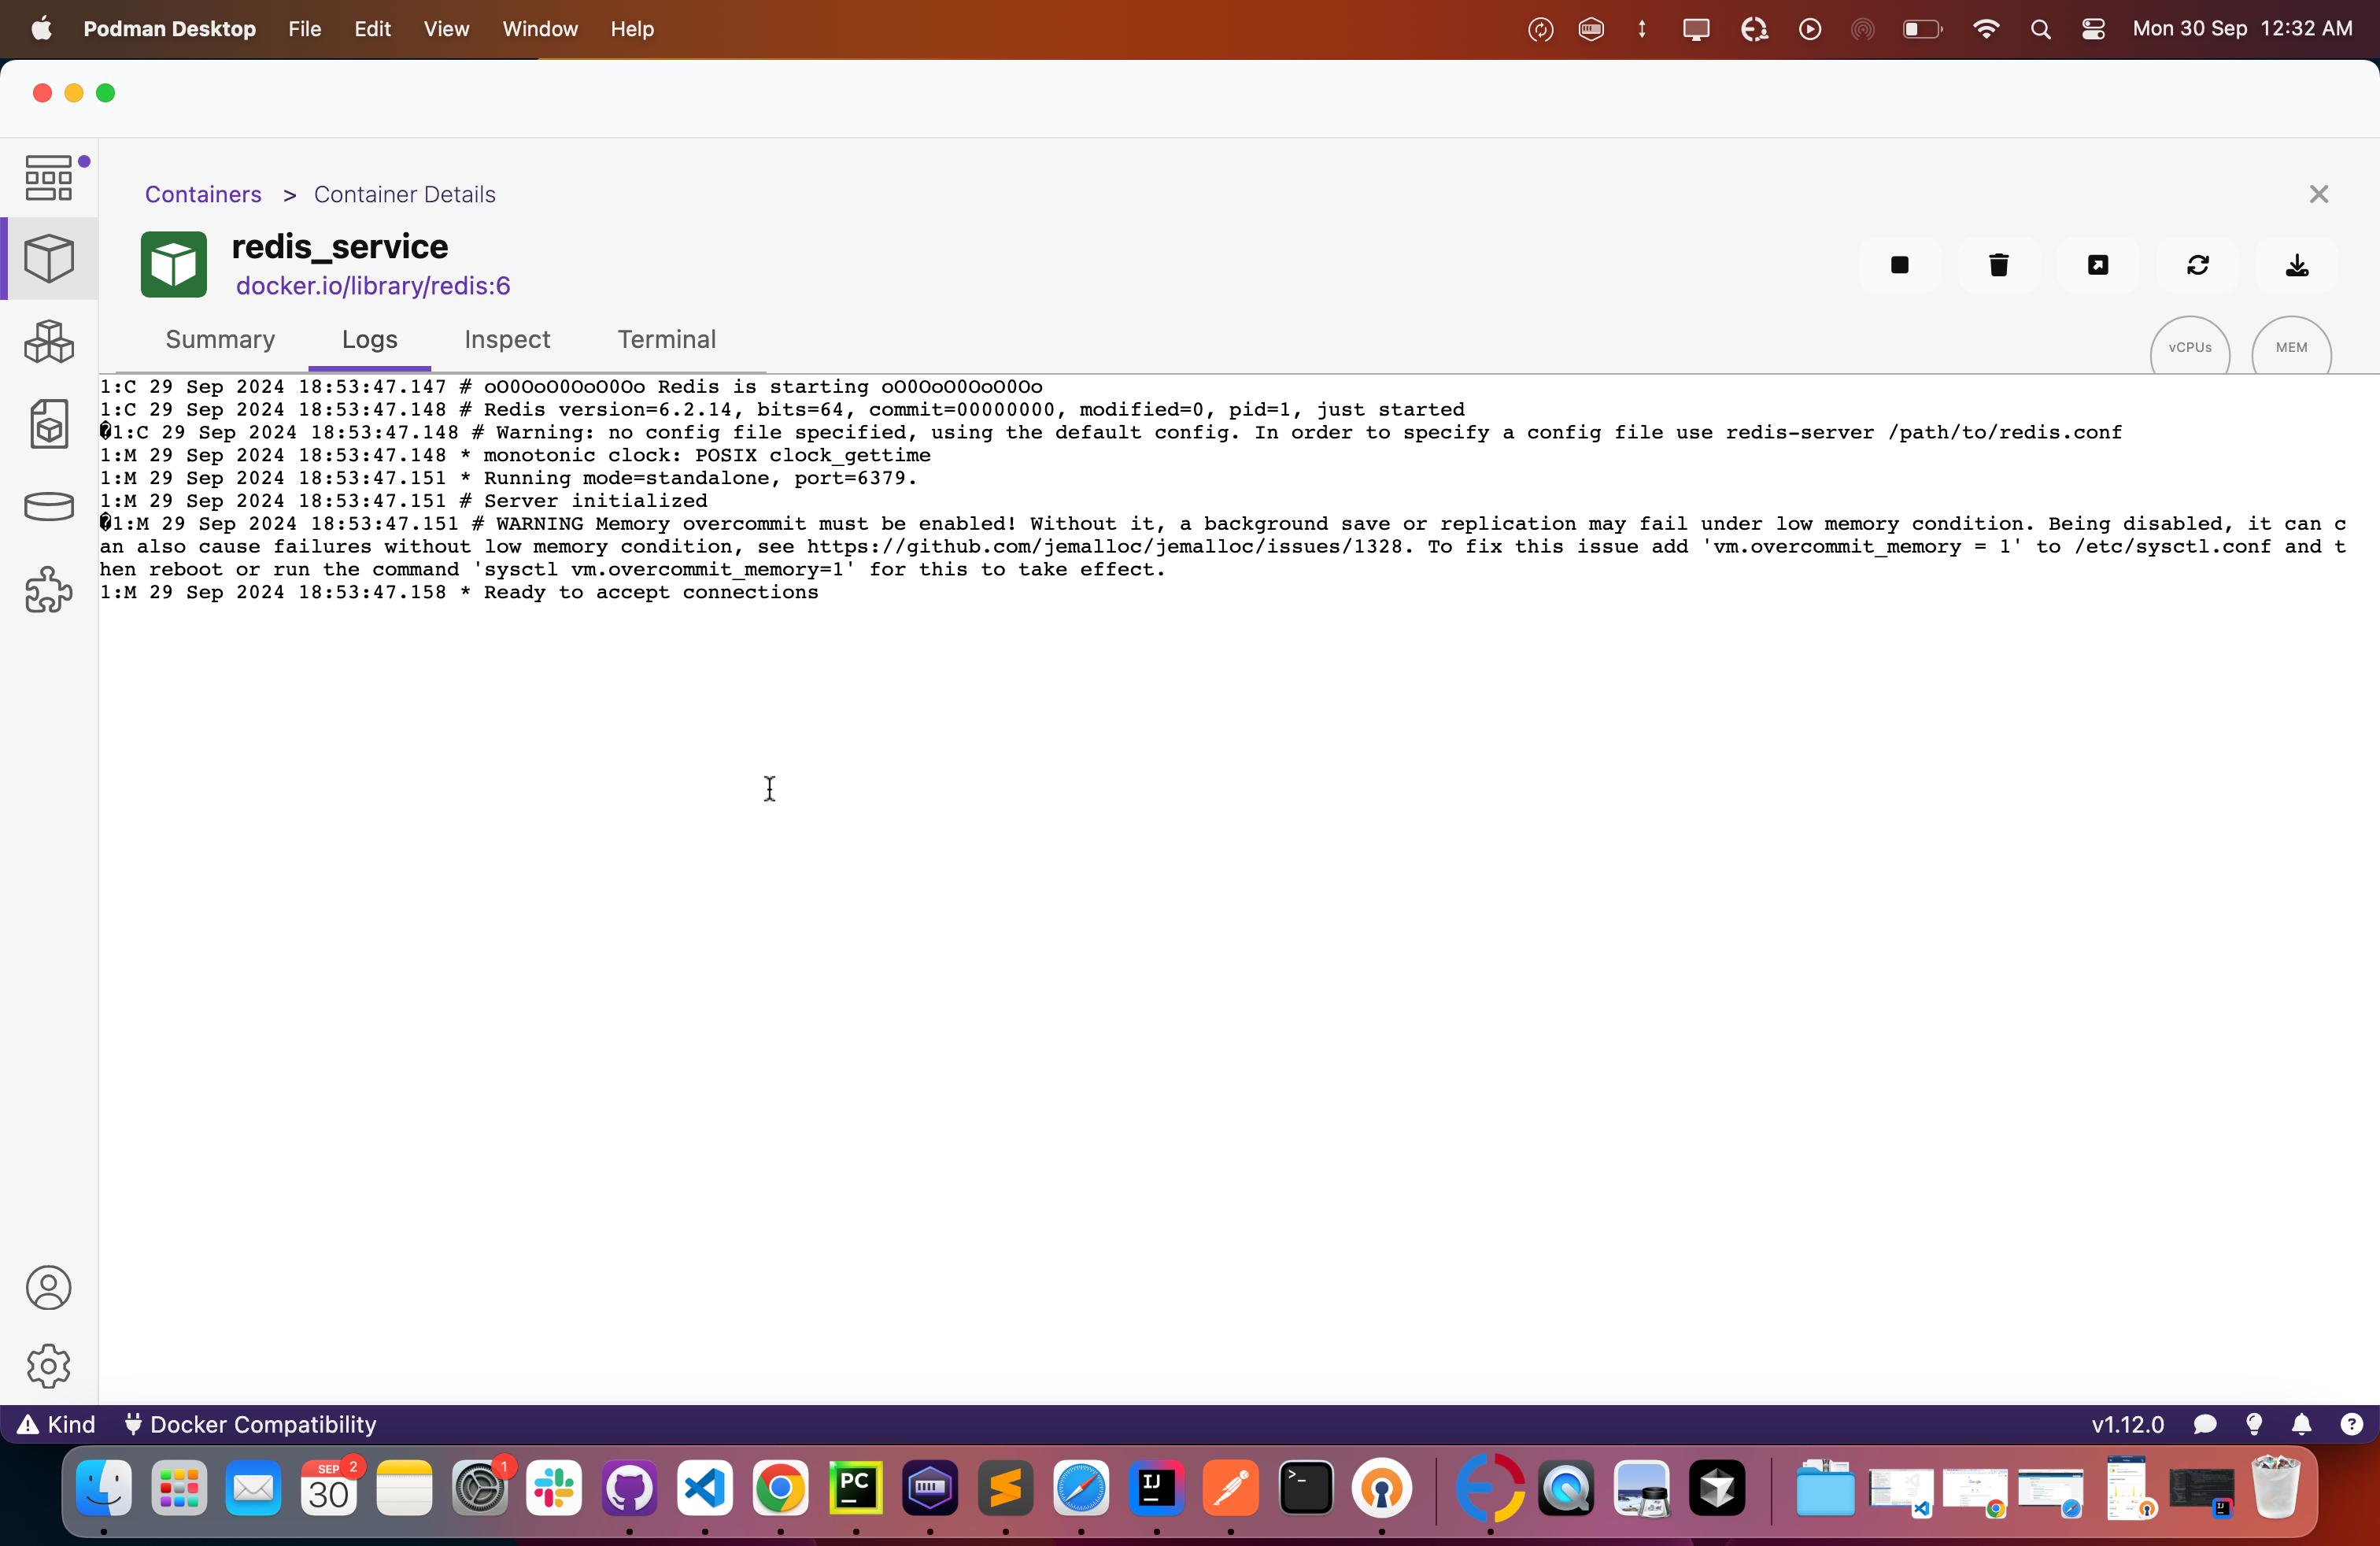 Podman Desktop File Edit View Window Help Mon 30 Sep 12:32 AM
Containers > Container Details
redis_service
docker.io/library/redis:6
Summary Logs Inspect Terminal vCPUs MEM
1:C 29 Sep 2024 18:53:47.147 # oO0OoO0OoO0Oo Redis is starting oO0OoO0OoO0Oo
1:C 29 Sep 2024 18:53:47.148 # Redis version=6.2.14, bits=64, commit=00000000, modified=0, pid=1, just started
�1:C 29 Sep 2024 18:53:47.148 # Warning: no config file specified, using the default config. In order to specify a config file use redis-server /path/to/redis.conf
1:M 29 Sep 2024 18:53:47.148 * monotonic clock: POSIX clock_gettime
1:M 29 Sep 2024 18:53:47.151 * Running mode=standalone, port=6379.
1:M 29 Sep 2024 18:53:47.151 # Server initialized
�1:M 29 Sep 2024 18:53:47.151 # WARNING Memory overcommit must be enabled! Without it, a background save or replication may fail under low memory condition. Being disabled, it can c
an also cause failures without low memory condition, see https://github.com/jemalloc/jemalloc/issues/1328. To fix this issue add 'vm.overcommit_memory = 1' to /etc/sysctl.conf and t
hen reboot or run the command 'sysctl vm.overcommit_memory=1' for this to take effect.
1:M 29 Sep 2024 18:53:47.158 * Ready to accept connections
Kind Docker Compatibility v1.12.0
SEP 2 1
30 PC IJ >_